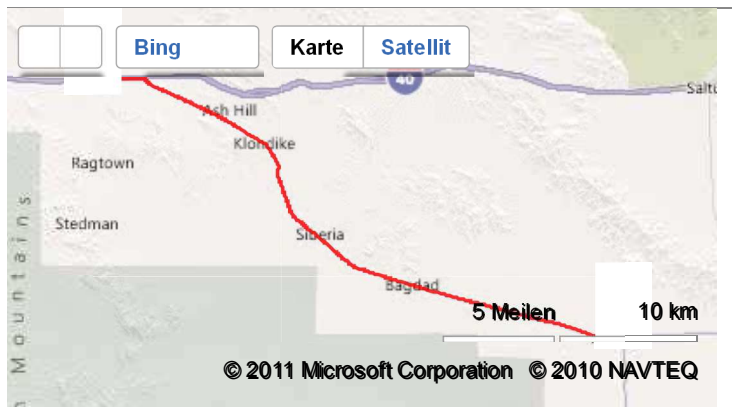 Bing Karte Satellit
40
Saltu
Ash Hill
Klondike
Ragtown
Stedman
Siberia
Bagdad
5 Meilen 10 km
Mountains
© 2011 Microsoft Corporation © 2010 NAVTEQ